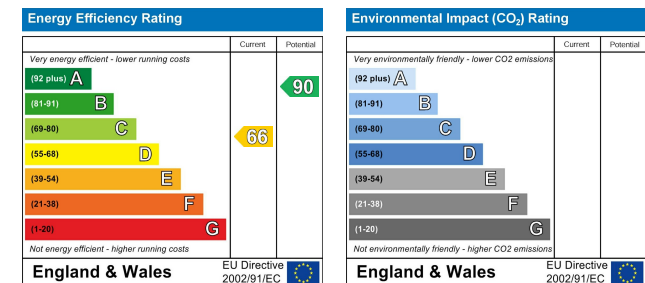 Energy Efficiency Rating
Current Potential
Very energy efficient - lower running costs
(92 plus) A
(81-91) B
(69-80) C
(55-68) D
(39-54) E
(21-38) F
(1-20) G
66
90
Not energy efficient - higher running costs
England & Wales
EU Directive
2002/91/EC
Environmental Impact (CO₂) Rating
Current Potential
Very environmentally friendly - lower CO2 emissions
(92 plus) A
(81-91) B
(69-80) C
(55-68) D
(39-54) E
(21-38) F
(1-20) G
Not environmentally friendly - higher CO2 emissions
England & Wales
EU Directive
2002/91/EC